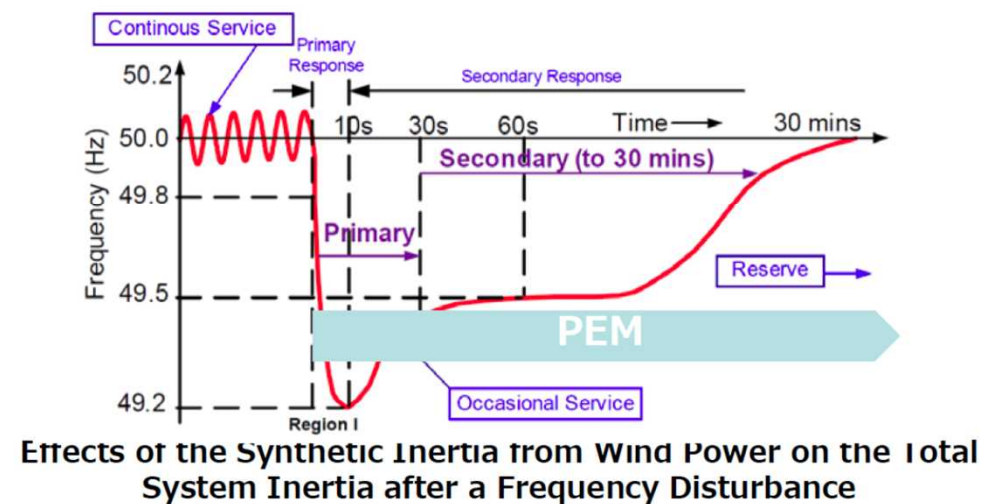 Continous Service
Primary
Response
Secondary Response
50.2
10s
30s
60s
Time
30 mins
50.0
Frequency (Hz)
Secondary (to 30 mins)
49.8
Primary
Reserve
49.5
PEM
49.2
Occasional Service
Region I
Effects of the Synthetic Inertia from Wind Power on the Total
System Inertia after a Frequency Disturbance